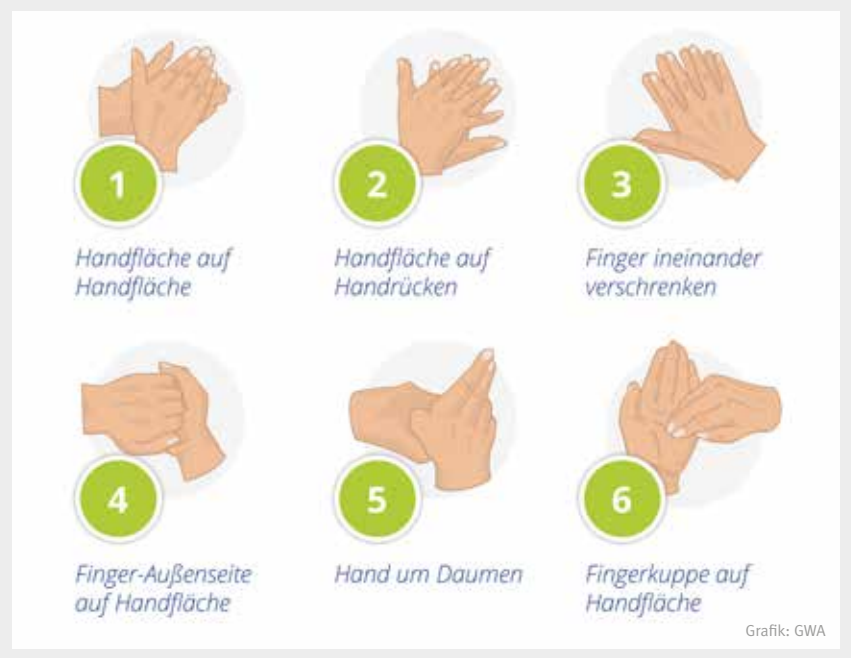 1
2
3
Handfläche auf
Handfläche
Handfläche auf
Handrücken
Finger ineinander
verschrenken
4
5
6
Finger-Außenseite
auf Handfläche
Hand um Daumen
Fingerkuppe auf
Handfläche
Grafik: GWA